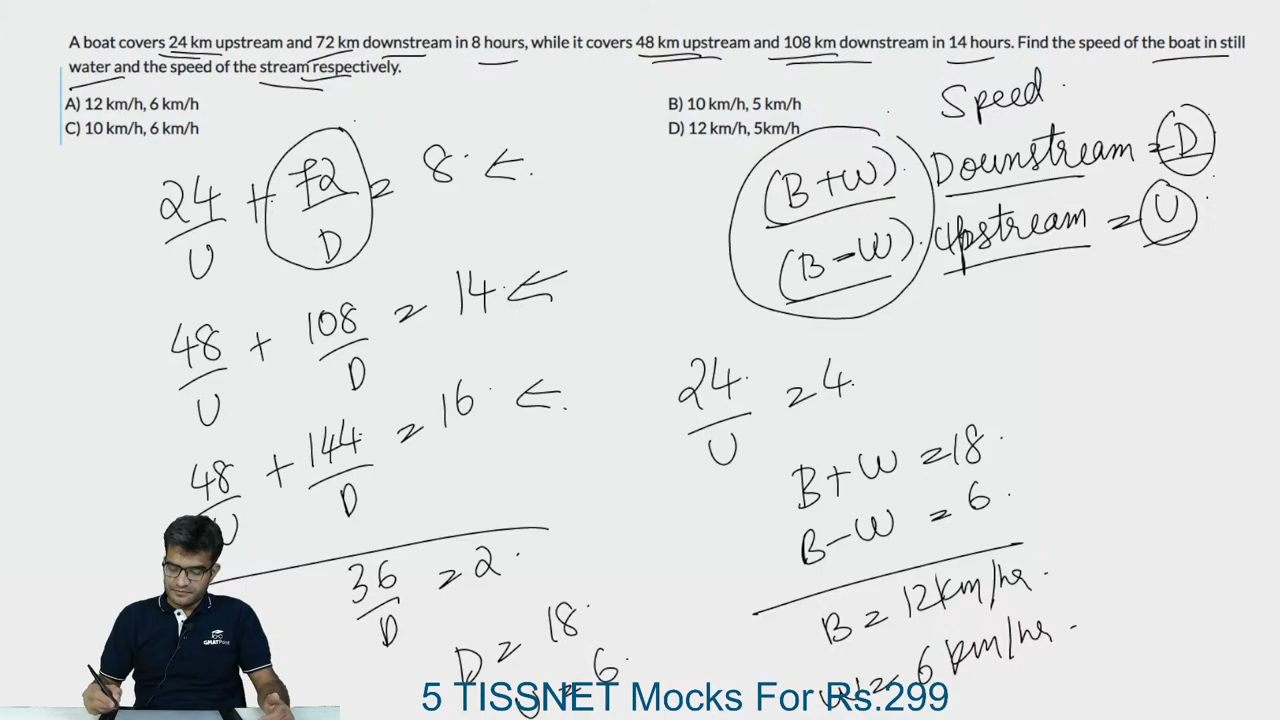 A boat covers 24 km upstream and 72 km downstream in 8 hours, while it covers 48 km upstream and 108 km downstream in 14 hours. Find the speed of the boat in still
water and the speed of the stream respectively.
A) 12 km/h, 6 km/h
B) 10 km/h, 5 km/h
C) 10 km/h, 6 km/h
D) 12 km/h, 5km/h
Speed
(B+W) Downstream = D
(B-W) Upstream = U
24/U + 72/D = 8
48/U + 108/D = 14
48/U + 144/D = 16
36/D = 2
D = 18
= 6
24/U = 4
B+W = 18
B-W = 6
B = 12 km/hr
= 6 km/hr
GMATPoint
5 TISSNET Mocks For Rs.299